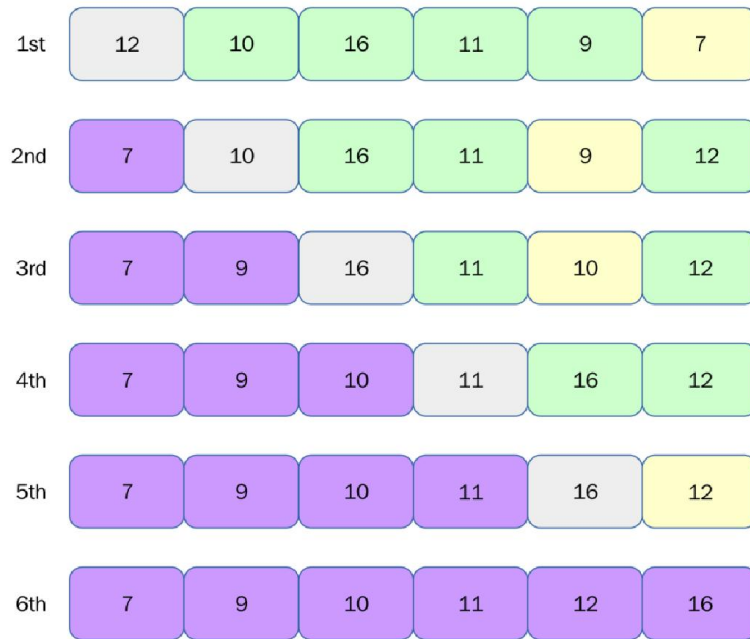 1st 12 10 16 11 9 7
2nd 7 10 16 11 9 12
3rd 7 9 16 11 10 12
4th 7 9 10 11 16 12
5th 7 9 10 11 16 12
6th 7 9 10 11 12 16